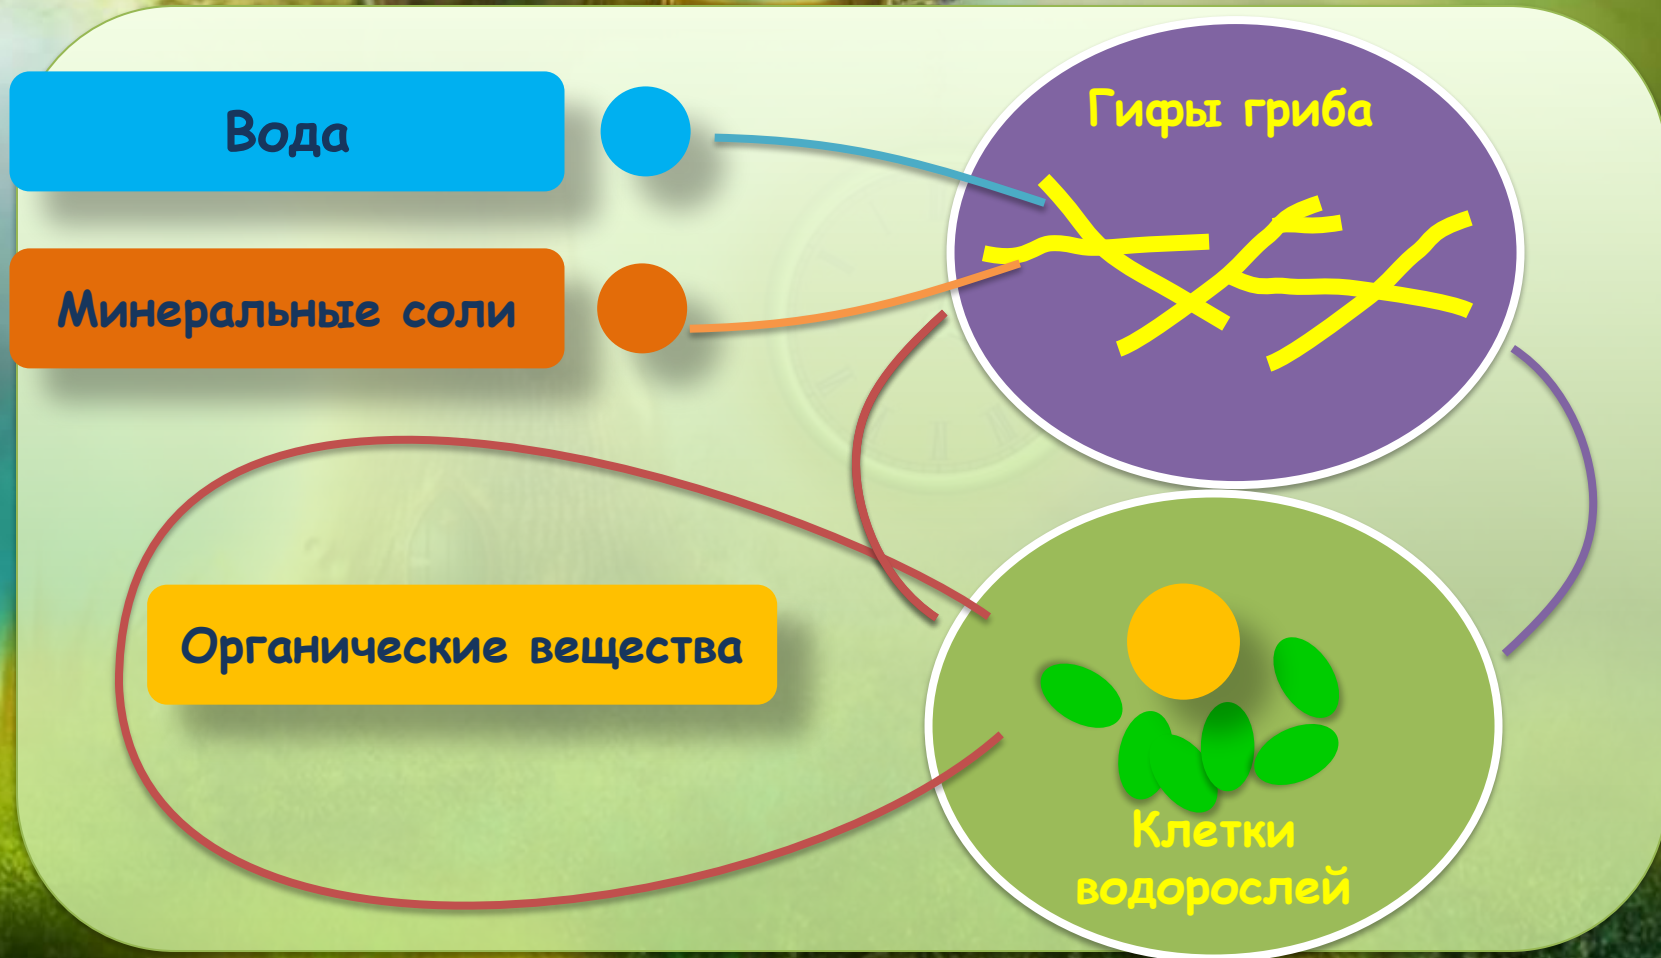 Вода
Гифы гриба
Минеральные соли
Органические вещества
Клетки
водорослей